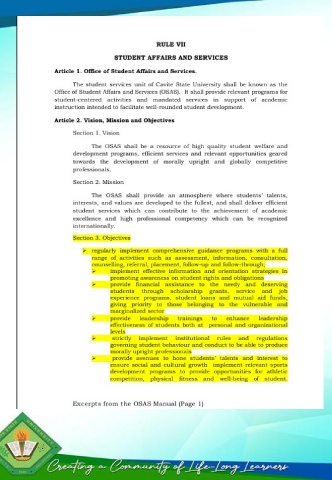 RULE VII
STUDENT AFFAIRS AND SERVICES
Article 1. Office of Student Affairs and Services.
The student services unit of Cavite State University shall be known as the
Office of Student Affairs and Services (OSAS). It shall provide relevant programs for
student-centered activities and mandated services in support of academic
instruction intended to facilitate well-rounded student development.
Article 2. Vision, Mission and Objectives
Section 1. Vision
The OSAS shall be a resource of high quality student welfare and
development programs, efficient services and relevant opportunities geared
towards the development of morally upright and globally competitive
professionals.
Section 2. Mission
The OSAS shall provide an atmosphere where students' talents,
interests, and values are developed to the fullest, and shall deliver efficient
student services which can contribute to the achievement of academic
excellence and high professional competency which can be recognized
internationally.
Section 3. Objectives
➢ regularly implement comprehensive guidance programs with a full
range of activities such as assessment, information, consultation,
counselling, referral, placement, follow-up and follow-through;
➢ implement effective information and orientation strategies in
promoting awareness on student rights and obligations
➢ provide financial assistance to the needy and deserving
students through scholarship grants, service and job
experience programs, student loans and mutual aid funds,
giving priority to those belonging to the vulnerable and
marginalized sector
➢ provide leadership trainings to enhance leadership
effectiveness of students both at personal and organizational
levels
➢ strictly implement institutional rules and regulations
governing student behaviour and conduct to be able to produce
morally upright professionals
➢ provide avenues to hone students' talents and interest to
ensure social and cultural growth implement relevant sports
development programs to provide opportunities for athletic
competition, physical fitness and well-being of student.
Excerpts from the OSAS Manual (Page 1)
Creating a Community of Life-Long Learners